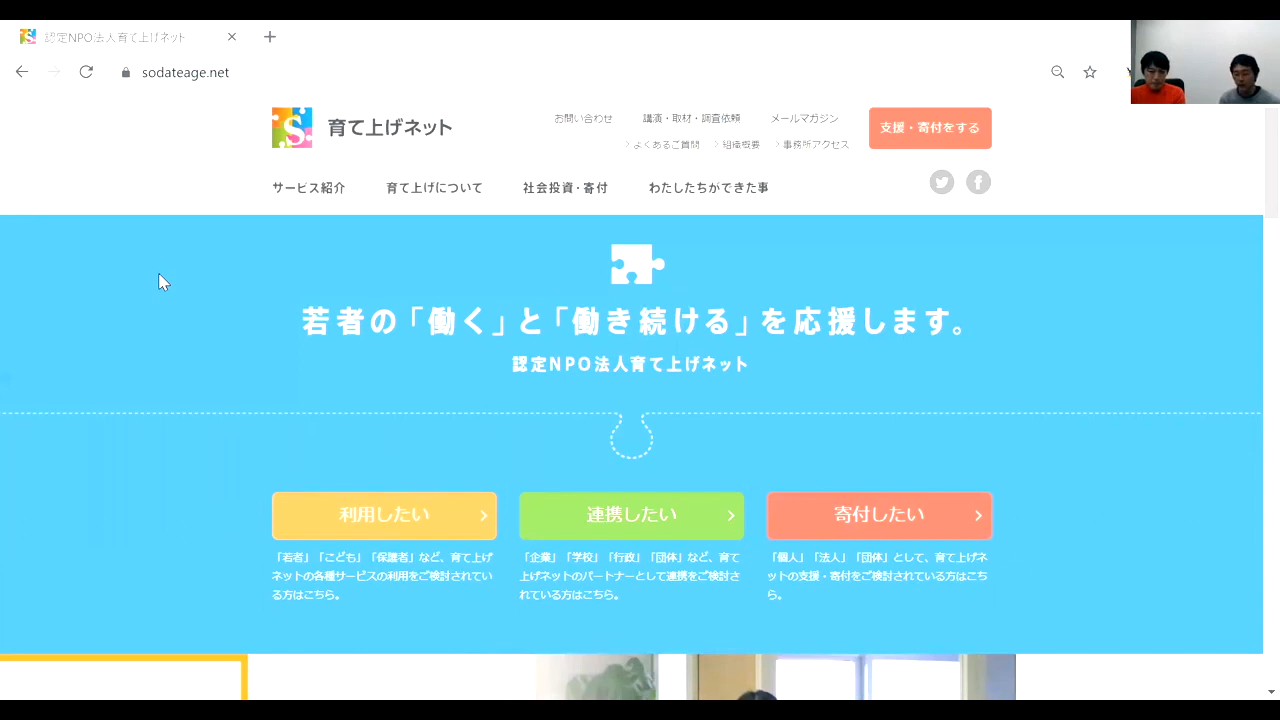 認定NPO法人育て上げネット
sodateage.net
育て上げネット
お問い合わせ
講演・取材・調査依頼
メールマガジン
よくあるご質問
組織概要
事務所アクセス
支援・寄付をする
サービス紹介
育て上げについて
社会投資・寄付
わたしたちができた事
若者の「働く」と「働き続ける」を応援します。
認定NPO法人育て上げネット
利用したい
「若者」「こども」「保護者」など、育て上げ
ネットの各種サービスの利用をご検討されてい
る方はこちら。
連携したい
「企業」「学校」「行政」「団体」など、育て
上げネットのパートナーとして連携をご検討さ
れている方はこちら。
寄付したい
「個人」「法人」「団体」として、育て上げネ
ットの支援・寄付をご検討されている方はこち
ら。